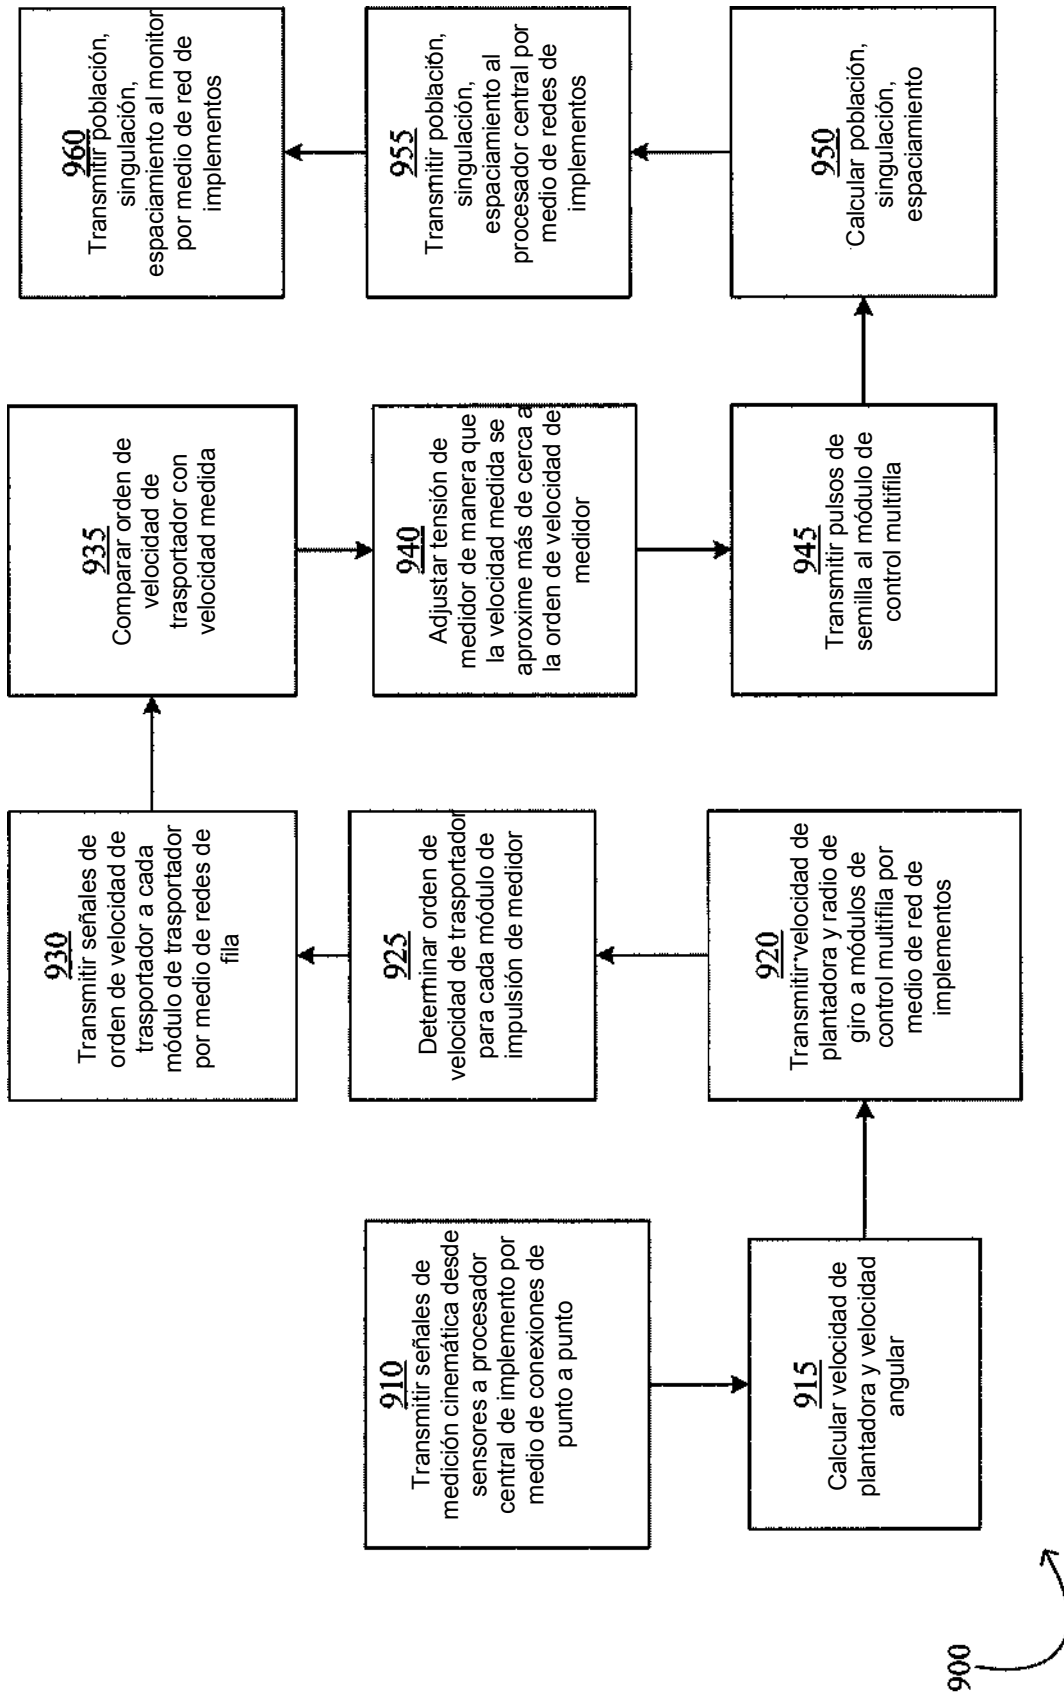 910
Transmitir señales de
medición cinemática desde
sensores a procesador
central de implemento por
medio de conexiones de
punto a punto
915
Calcular velocidad de
plantadora y velocidad
angular
920
Transmitir velocidad de
plantadora y radio de
giro a módulos de
control multifila por
medio de red de
implementos
925
Determinar orden de
velocidad de trasportador
para cada módulo de
impulsión de medidor
930
Transmitir señales de
orden de velocidad de
trasportador a cada
módulo de trasportador
por medio de redes de
fila
935
Comparar orden de
velocidad de
trasportador con
velocidad medida
940
Adjustar tensión de
medidor de manera que
la velocidad medida se
aproxime más de cerca a
la orden de velocidad de
medidor
945
Transmitir pulsos de
semilla al módulo de
control multifila
950
Calcular población,
singulación,
espaciamiento
955
Transmitir población,
singulación,
espaciamiento al
procesador central por
medio de redes de
implementos
960
Transmitir población,
singulación,
espaciamiento al monitor
por medio de red de
implementos
900